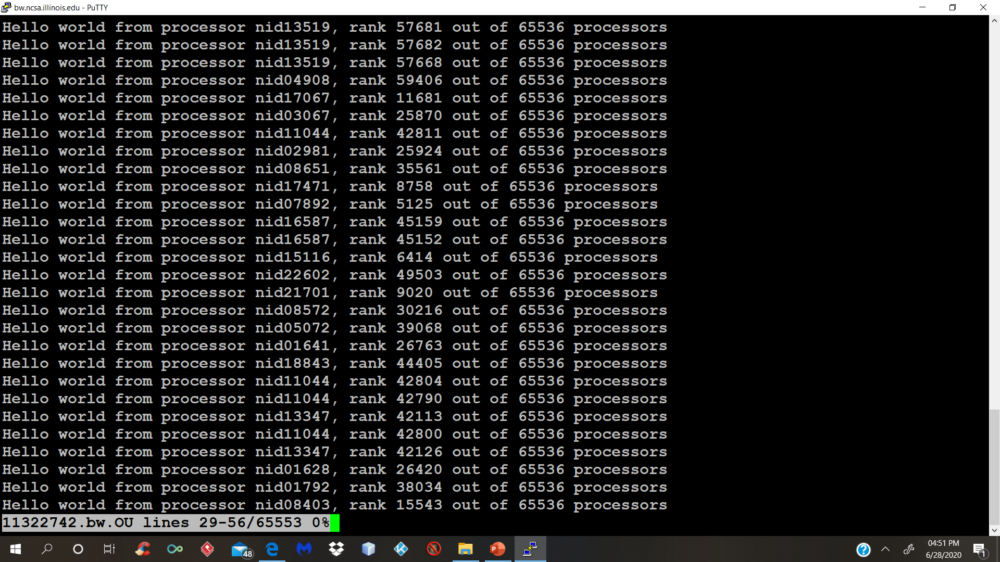 bw.ncsa.illinois.edu - PuTTY
Hello world from processor nid13519, rank 57681 out of 65536 processors
Hello world from processor nid13519, rank 57682 out of 65536 processors
Hello world from processor nid13519, rank 57668 out of 65536 processors
Hello world from processor nid04908, rank 59406 out of 65536 processors
Hello world from processor nid17067, rank 11681 out of 65536 processors
Hello world from processor nid03067, rank 25870 out of 65536 processors
Hello world from processor nid11044, rank 42811 out of 65536 processors
Hello world from processor nid02981, rank 25924 out of 65536 processors
Hello world from processor nid08651, rank 35561 out of 65536 processors
Hello world from processor nid17471, rank 8758 out of 65536 processors
Hello world from processor nid07892, rank 5125 out of 65536 processors
Hello world from processor nid16587, rank 45159 out of 65536 processors
Hello world from processor nid16587, rank 45152 out of 65536 processors
Hello world from processor nid15116, rank 6414 out of 65536 processors
Hello world from processor nid22602, rank 49503 out of 65536 processors
Hello world from processor nid21701, rank 9020 out of 65536 processors
Hello world from processor nid08572, rank 30216 out of 65536 processors
Hello world from processor nid05072, rank 39068 out of 65536 processors
Hello world from processor nid01641, rank 26763 out of 65536 processors
Hello world from processor nid18843, rank 44405 out of 65536 processors
Hello world from processor nid11044, rank 42804 out of 65536 processors
Hello world from processor nid11044, rank 42790 out of 65536 processors
Hello world from processor nid13347, rank 42113 out of 65536 processors
Hello world from processor nid11044, rank 42800 out of 65536 processors
Hello world from processor nid13347, rank 42126 out of 65536 processors
Hello world from processor nid01628, rank 26420 out of 65536 processors
Hello world from processor nid01792, rank 38034 out of 65536 processors
Hello world from processor nid08403, rank 15543 out of 65536 processors
11322742.bw.OU lines 29-56/65553 0%
48
04:51 PM
6/28/2020
1